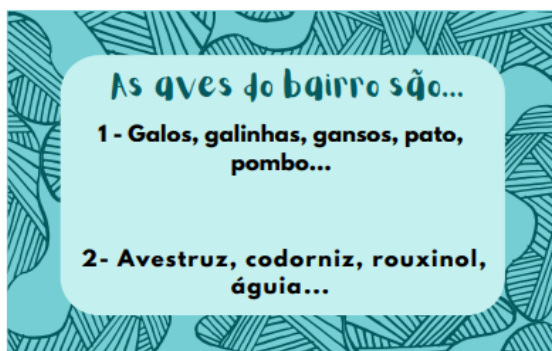 As aves do bairro são...
1 - Galos, galinhas, gansos, pato,
pombo...
2- Avestruz, codorniz, rouxinol,
águia...